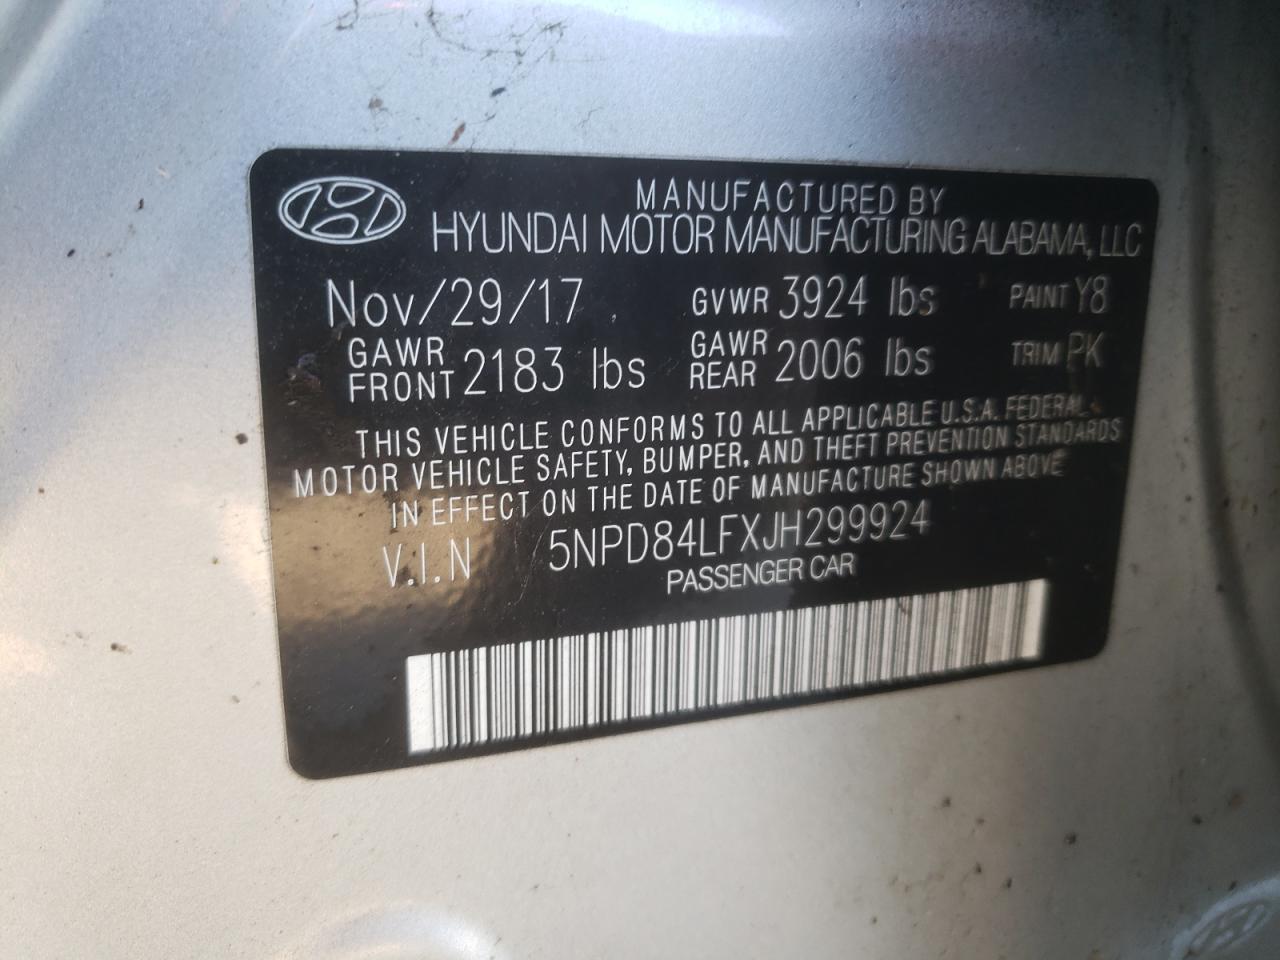 MANUFACTURED BY
HYUNDAI MOTOR MANUFACTURING ALABAMA, LLC
Nov/29/17 GVWR 3924 lbs PAINT Y8
GAWR FRONT 2183 lbs GAWR REAR 2006 lbs TRIM PK
THIS VEHICLE CONFORMS TO ALL APPLICABLE U.S.A. FEDERAL
MOTOR VEHICLE SAFETY, BUMPER, AND THEFT PREVENTION STANDARDS
IN EFFECT ON THE DATE OF MANUFACTURE SHOWN ABOVE
V.I.N 5NPD84LFXJH299924
PASSENGER CAR